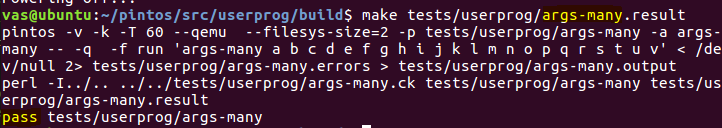 Powering off...
vas@ubuntu:~/pintos/src/userprog/build$ make tests/userprog/args-many.result
pintos -v -k -T 60 --qemu  --filesys-size=2 -p tests/userprog/args-many -a args-
many -- -q  -f run 'args-many a b c d e f g h i j k l m n o p q r s t u v' < /de
v/null 2> tests/userprog/args-many.errors > tests/userprog/args-many.output
perl -I../.. ../../tests/userprog/args-many.ck tests/userprog/args-many tests/us
erprog/args-many.result
pass tests/userprog/args-many